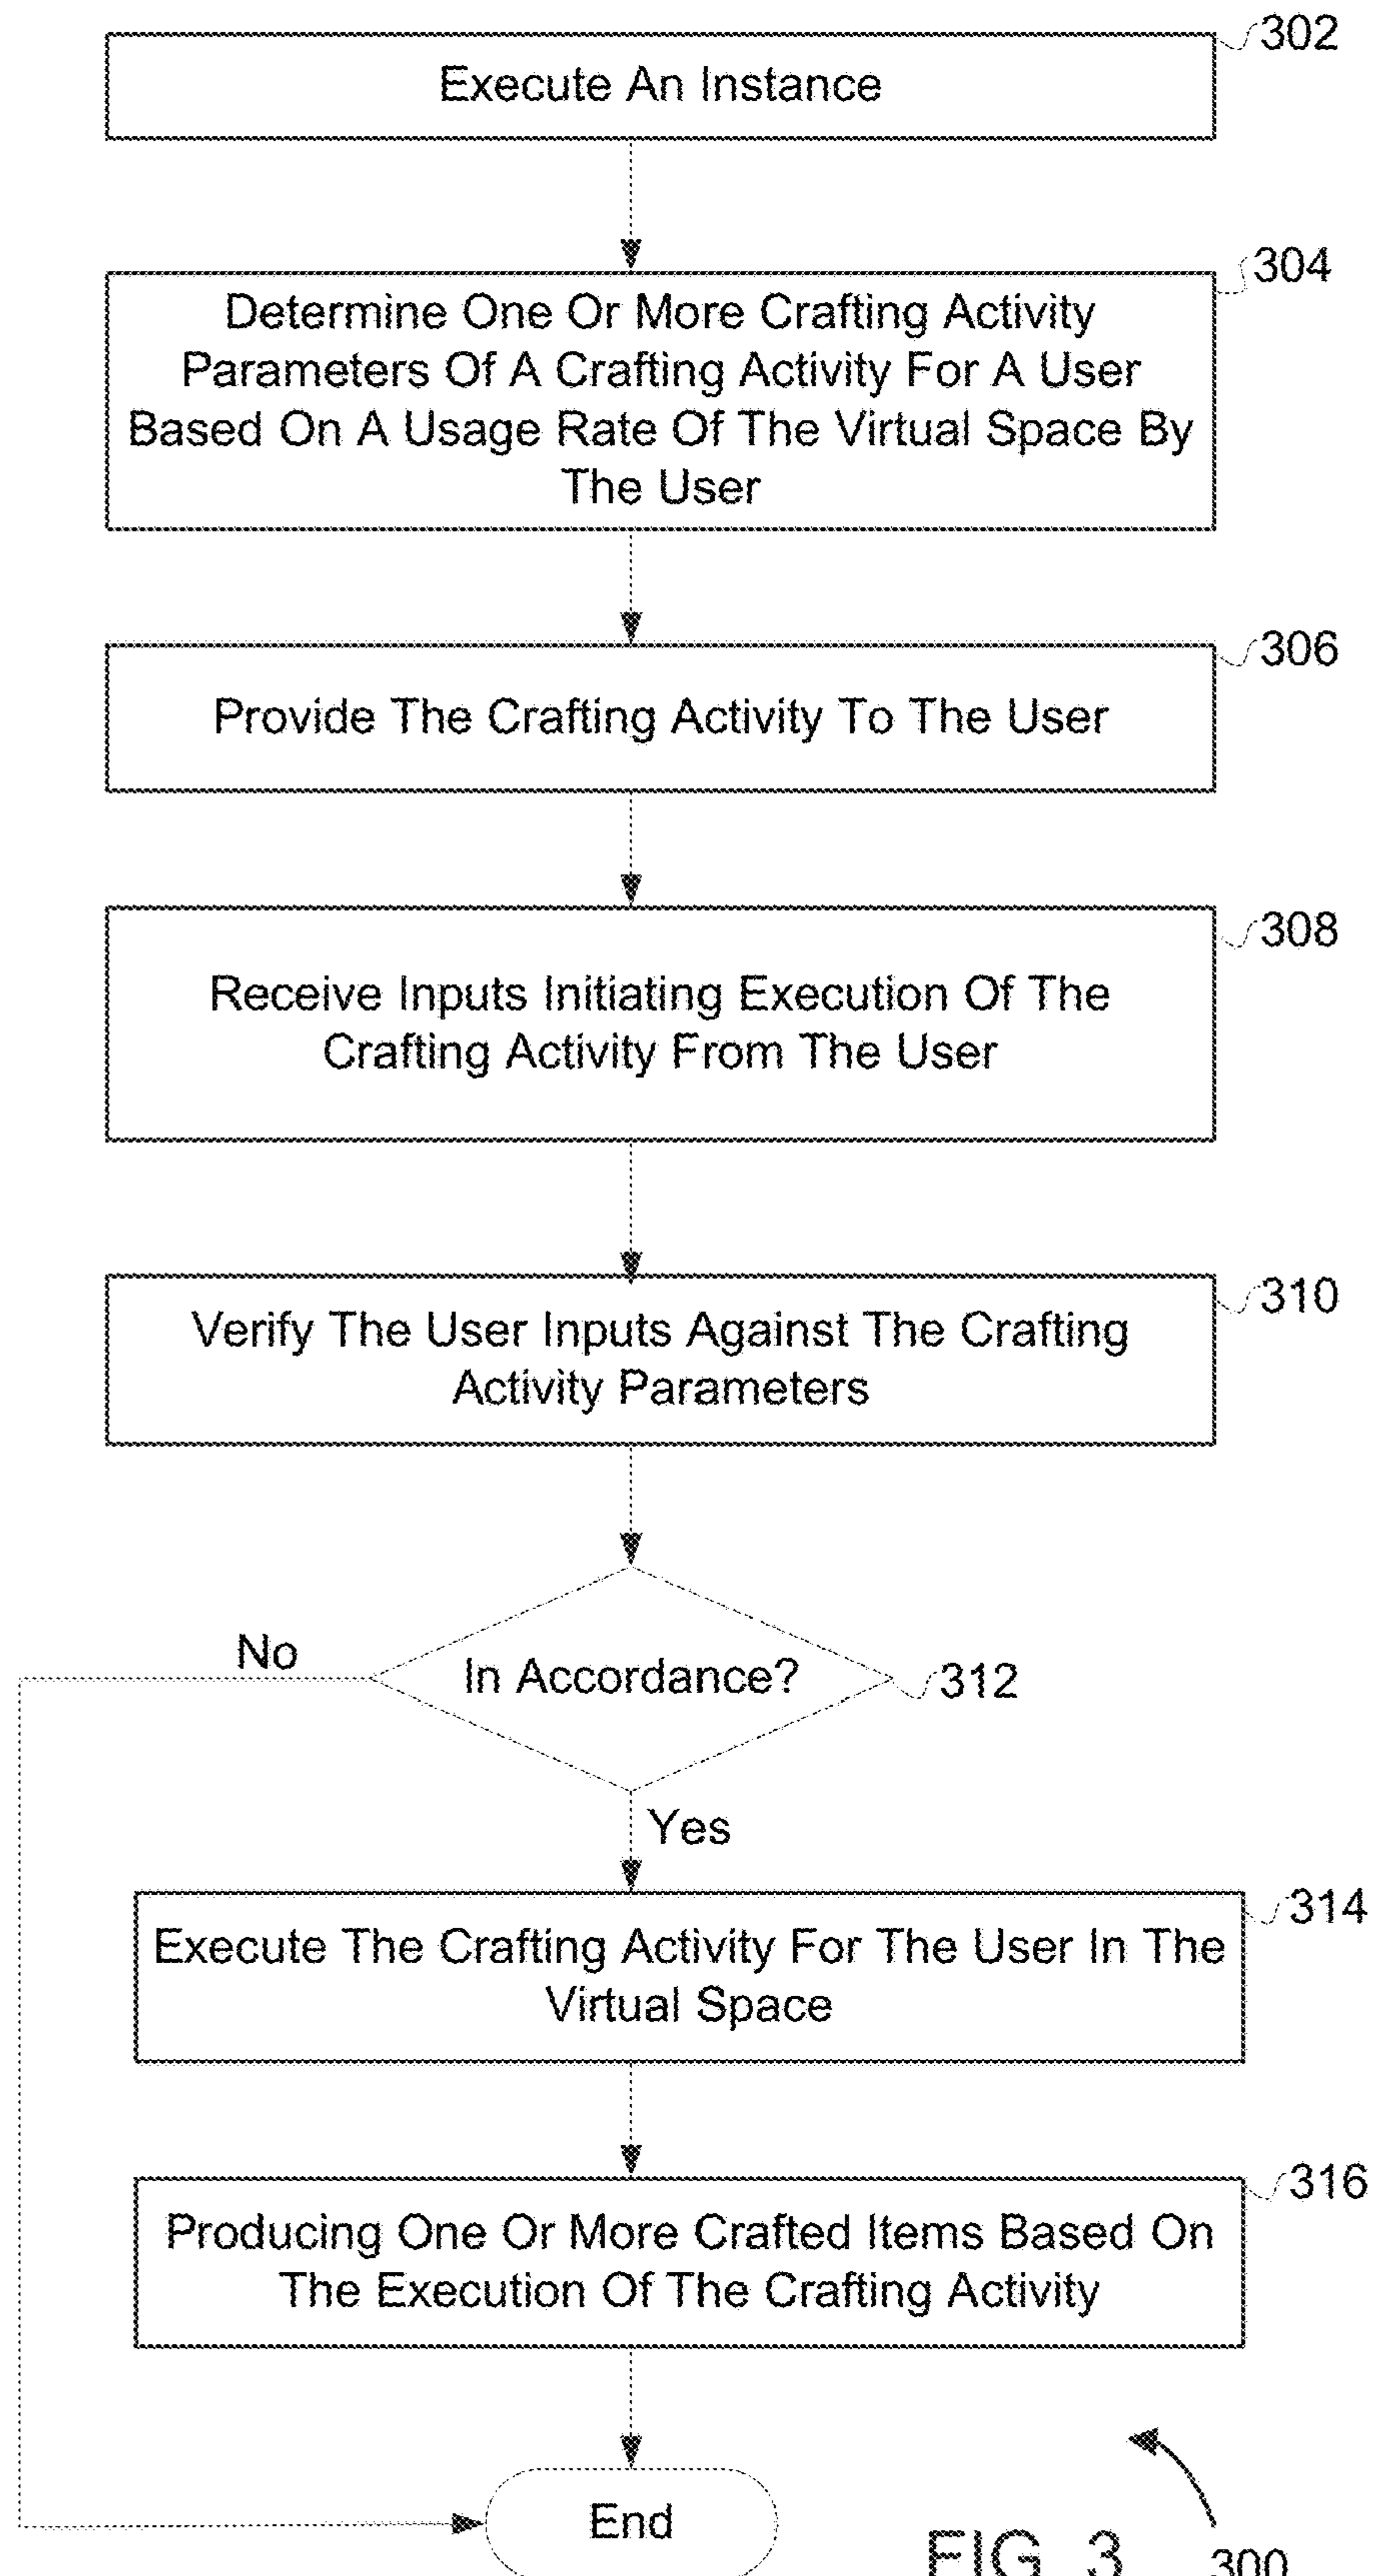 302
Execute An Instance
304
Determine One Or More Crafting Activity
Parameters Of A Crafting Activity For A User
Based On A Usage Rate Of The Virtual Space By
The User
306
Provide The Crafting Activity To The User
308
Receive Inputs Initiating Execution Of The
Crafting Activity From The User
310
Verify The User Inputs Against The Crafting
Activity Parameters
No
In Accordance?
312
Yes
314
Execute The Crafting Activity For The User In The
Virtual Space
316
Producing One Or More Crafted Items Based On
The Execution Of The Crafting Activity
End
FIG. 3
300